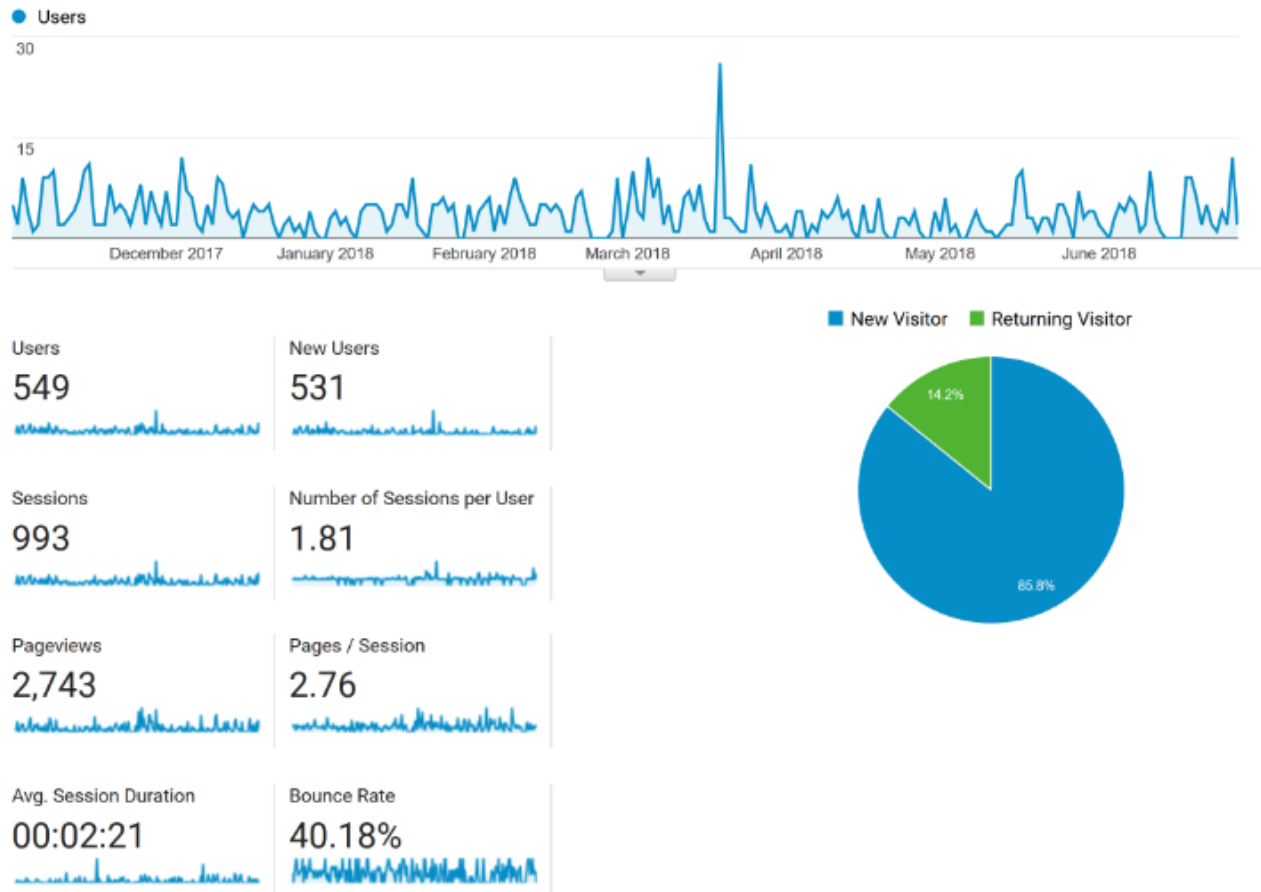 Users
30
15
December 2017 January 2018 February 2018 March 2018 April 2018 May 2018 June 2018
New Visitor Returning Visitor
Users New Users
549 531
14.2%
Sessions Number of Sessions per User
993 1.81
85.8%
Pageviews Pages / Session
2,743 2.76
Avg. Session Duration Bounce Rate
00:02:21 40.18%